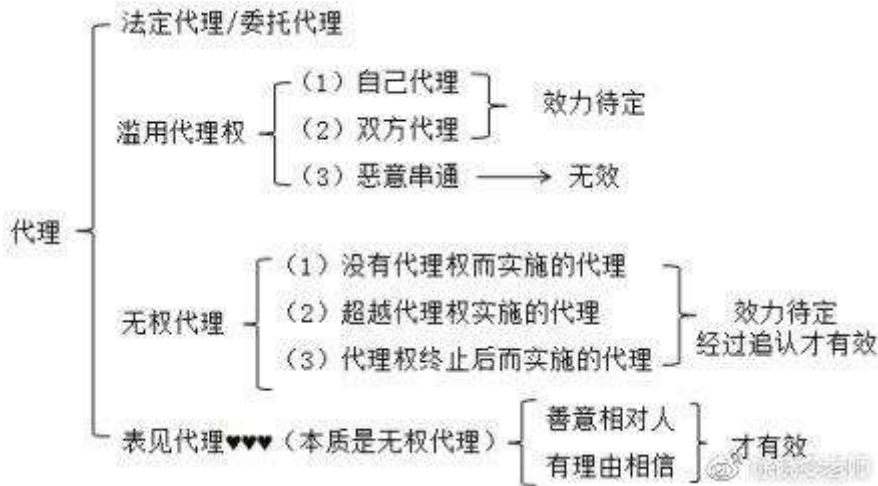 法定代理/委托代理
(1) 自己代理
效力待定
滥用代理权
(2) 双方代理
(3) 恶意串通
无效
代理
(1) 没有代理权而实施的代理
无权代理
(2) 超越代理权实施的代理
效力待定
经过追认才有效
(3) 代理权终止后而实施的代理
表见代理♥♥♥(本质是无权代理)
善意相对人
有理由相信
才有效